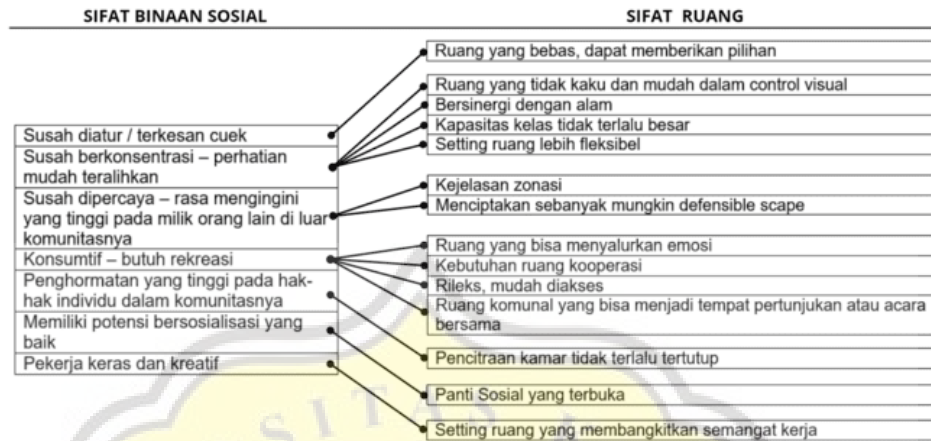 SIFAT BINAAN SOSIAL
SIFAT RUANG
Susah diatur / terkesan cuek
Susah berkonsentrasi – perhatian
mudah teralihkan
Susah dipercaya – rasa mengingini
yang tinggi pada milik orang lain di luar
komunitasnya
Konsumtif – butuh rekreasi
Penghormatan yang tinggi pada hak-
hak individu dalam komunitasnya
Memiliki potensi bersosialisasi yang
baik
Pekerja keras dan kreatif
Ruang yang bebas, dapat memberikan pilihan
Ruang yang tidak kaku dan mudah dalam control visual
Bersinergi dengan alam
Kapasitas kelas tidak terlalu besar
Setting ruang lebih fleksibel
Kejelasan zonasi
Menciptakan sebanyak mungkin defensible scape
Ruang yang bisa menyalurkan emosi
Kebutuhan ruang kooperasi
Rileks, mudah diakses
Ruang komunal yang bisa menjadi tempat pertunjukan atau acara
bersama
Pencitraan kamar tidak terlalu tertutup
Panti Sosial yang terbuka
Setting ruang yang membangkitkan semangat kerja